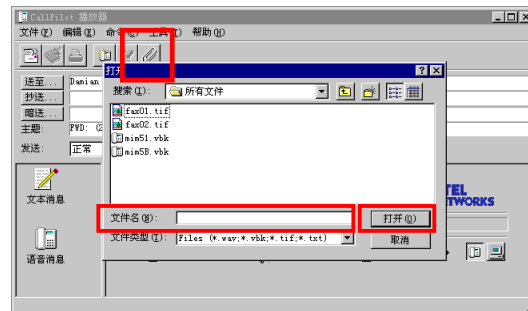 CallPilot 播放器
文件(F) 编辑(E) 命令(C) 工具(T) 帮助(H)
送至... Damian
抄送...
暗送...
主题: FWD: (2
发送: 正常
文本消息
语音消息
打开
搜索(I): 所有文件
fax01.tif
fax02.tif
min51.vbk
min5B.vbk
文件名(N): 打开(O)
文件类型(T): Files (*.wav;*.vbk;*.tif;*.txt) 取消
TEL
TWORKS